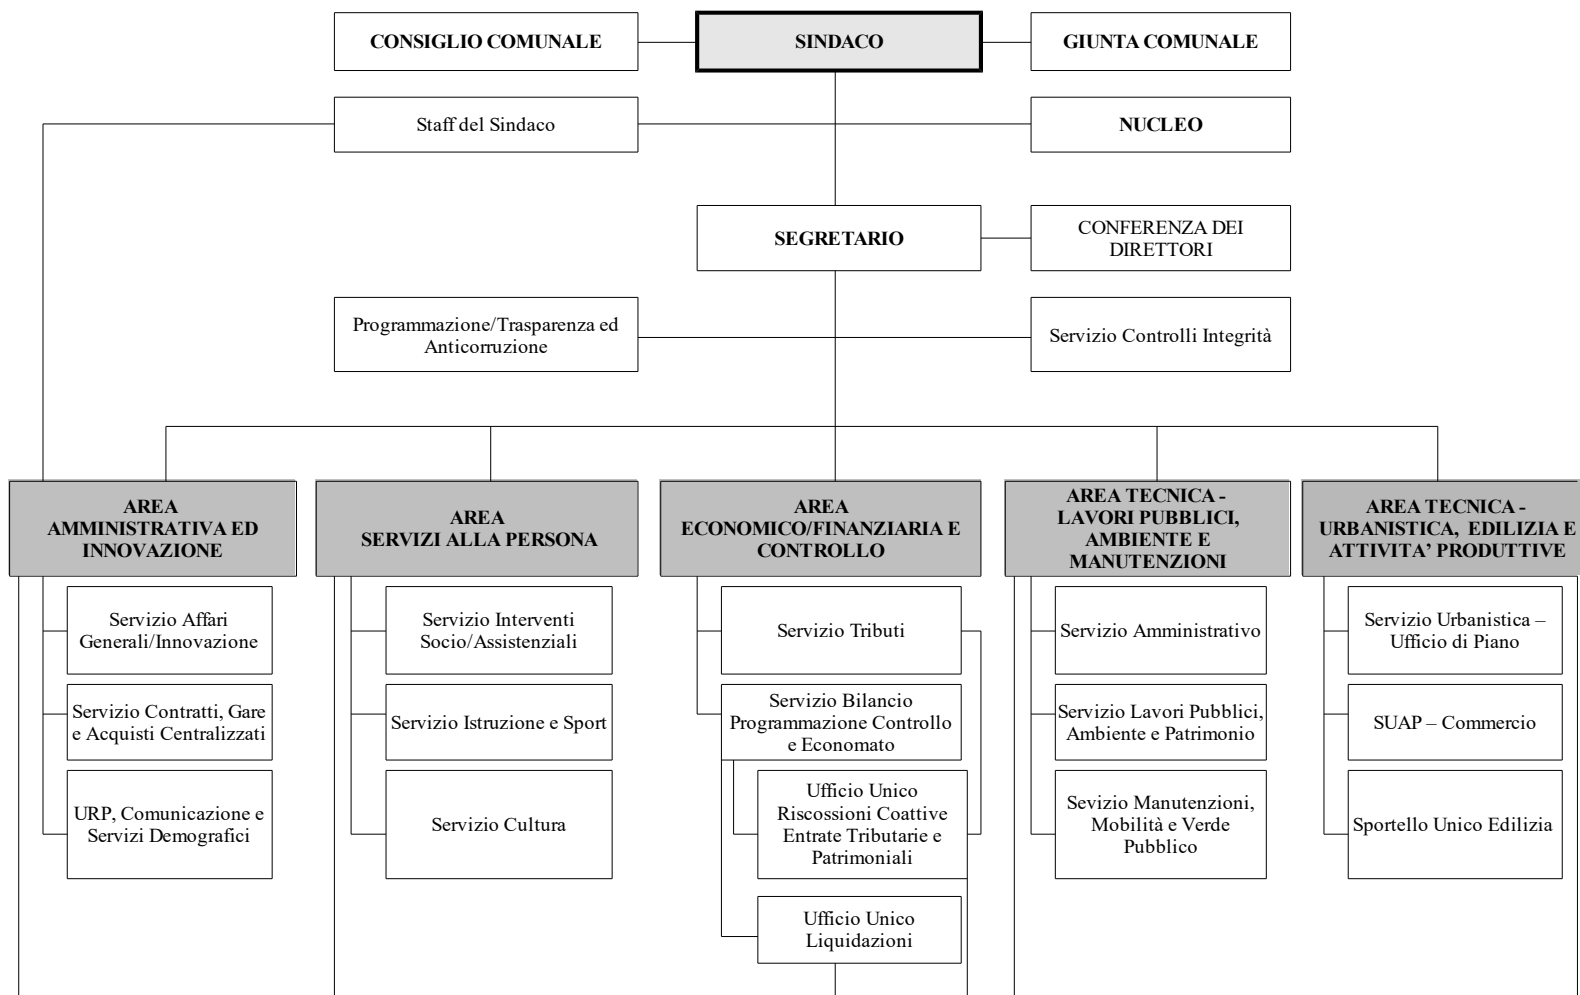 CONSIGLIO COMUNALE
SINDACO
GIUNTA COMUNALE
Staff del Sindaco
NUCLEO
SEGRETARIO
CONFERENZA DEI
DIRETTORI
Programmazione/Trasparenza ed
Anticorruzione
Servizio Controlli Integrità
AREA
AMMINISTRATIVA ED
INNOVAZIONE
AREA
SERVIZI ALLA PERSONA
AREA
ECONOMICO/FINANZIARIA E
CONTROLLO
AREA TECNICA -
LAVORI PUBBLICI,
AMBIENTE E
MANUTENZIONI
AREA TECNICA -
URBANISTICA, EDILIZIA E
ATTIVITA’ PRODUTTIVE
Servizio Affari
Generali/Innovazione
Servizio Interventi
Socio/Assistenziali
Servizio Tributi
Servizio Amministrativo
Servizio Urbanistica –
Ufficio di Piano
Servizio Contratti, Gare
e Acquisti Centralizzati
Servizio Istruzione e Sport
Servizio Bilancio
Programmazione Controllo
e Economato
Servizio Lavori Pubblici,
Ambiente e Patrimonio
SUAP – Commercio
URP, Comunicazione e
Servizi Demografici
Servizio Cultura
Ufficio Unico
Riscossioni Coattive
Entrate Tributarie e
Patrimoniali
Sevizio Manutenzioni,
Mobilità e Verde
Pubblico
Sportello Unico Edilizia
Ufficio Unico
Liquidazioni